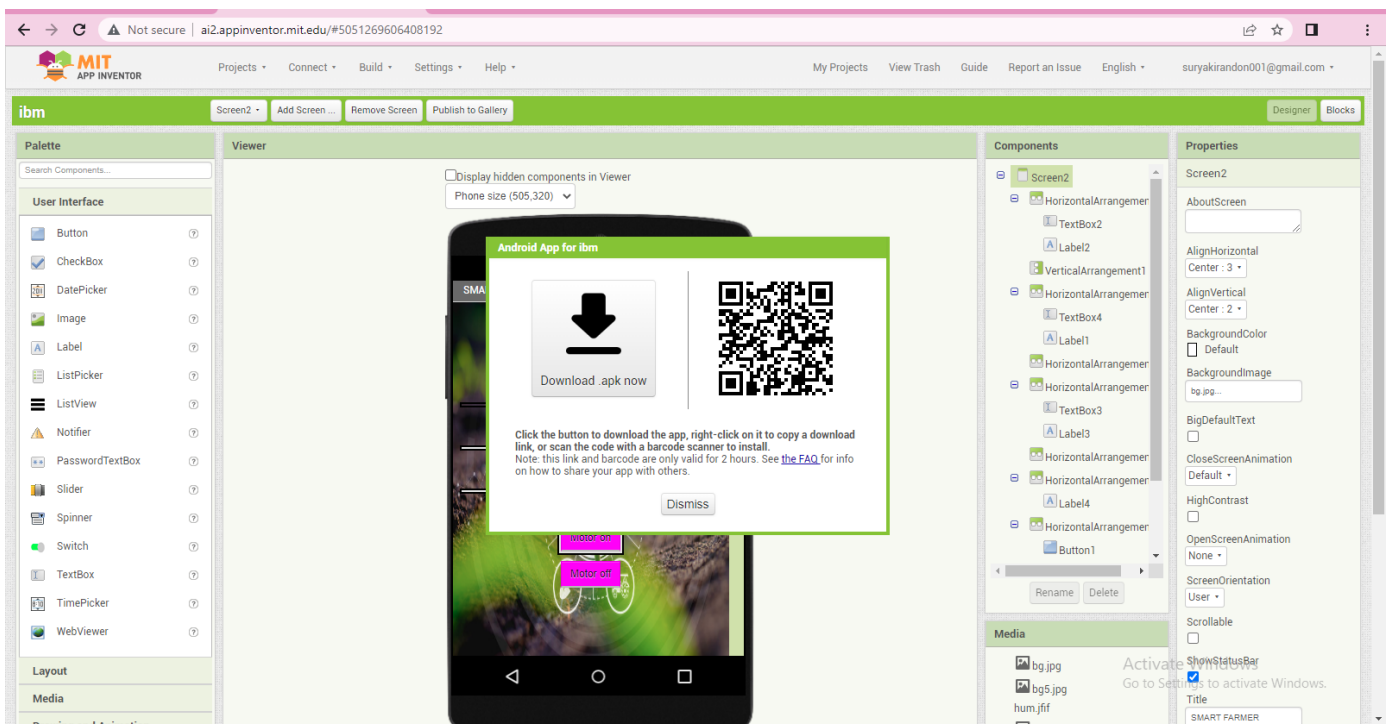 Not secure | ai2.appinventor.mit.edu/#5051269606408192
MIT
APP INVENTOR
Projects Connect Build Settings Help My Projects View Trash Guide Report an Issue English suryakirandon001@gmail.com
ibm Screen2 Add Screen ... Remove Screen Publish to Gallery Designer Blocks
Palette
Search Components...
User Interface
Button
CheckBox
DatePicker
Image
Label
ListPicker
ListView
Notifier
PasswordTextBox
Slider
Spinner
Switch
TextBox
TimePicker
WebViewer
Layout
Media
Viewer
Display hidden components in Viewer
Phone size (505,320)
SMA
Android App for ibm
Download .apk now
Click the button to download the app, right-click on it to copy a download
link, or scan the code with a barcode scanner to install.
Note: this link and barcode are only valid for 2 hours. See the FAQ for info
on how to share your app with others.
Dismiss
Motor on
Motor off
Components
Screen2
HorizontalArrangemer
TextBox2
Label2
VerticalArrangement1
HorizontalArrangemer
TextBox4
Label1
HorizontalArrangemer
HorizontalArrangemer
TextBox3
Label3
HorizontalArrangemer
HorizontalArrangemer
Label4
HorizontalArrangemer
Button1
Rename Delete
Media
bg.jpg
bg5.jpg
hum.jfif
Properties
Screen2
AboutScreen
AlignHorizontal
Center : 3
AlignVertical
Center : 2
BackgroundColor
Default
BackgroundImage
bg.jpg...
BigDefaultText
CloseScreenAnimation
Default
HighContrast
OpenScreenAnimation
None
ScreenOrientation
User
Scrollable
ShowStatusBar
Title
SMART FARMER
Activate Windows
Go to Settings to activate Windows.